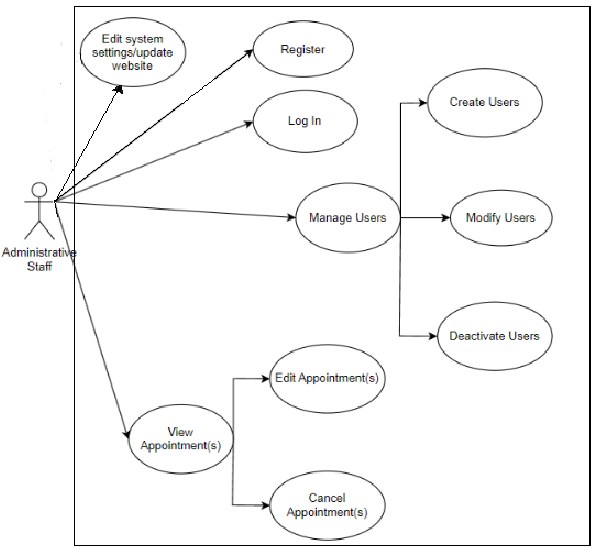 Edit system
settings/update
website
Register
Log In
Create Users
Manage Users
Modify Users
Administrative
Staff
Deactivate Users
Edit Appointment(s)
View
Appointment(s)
Cancel
Appointment(s)